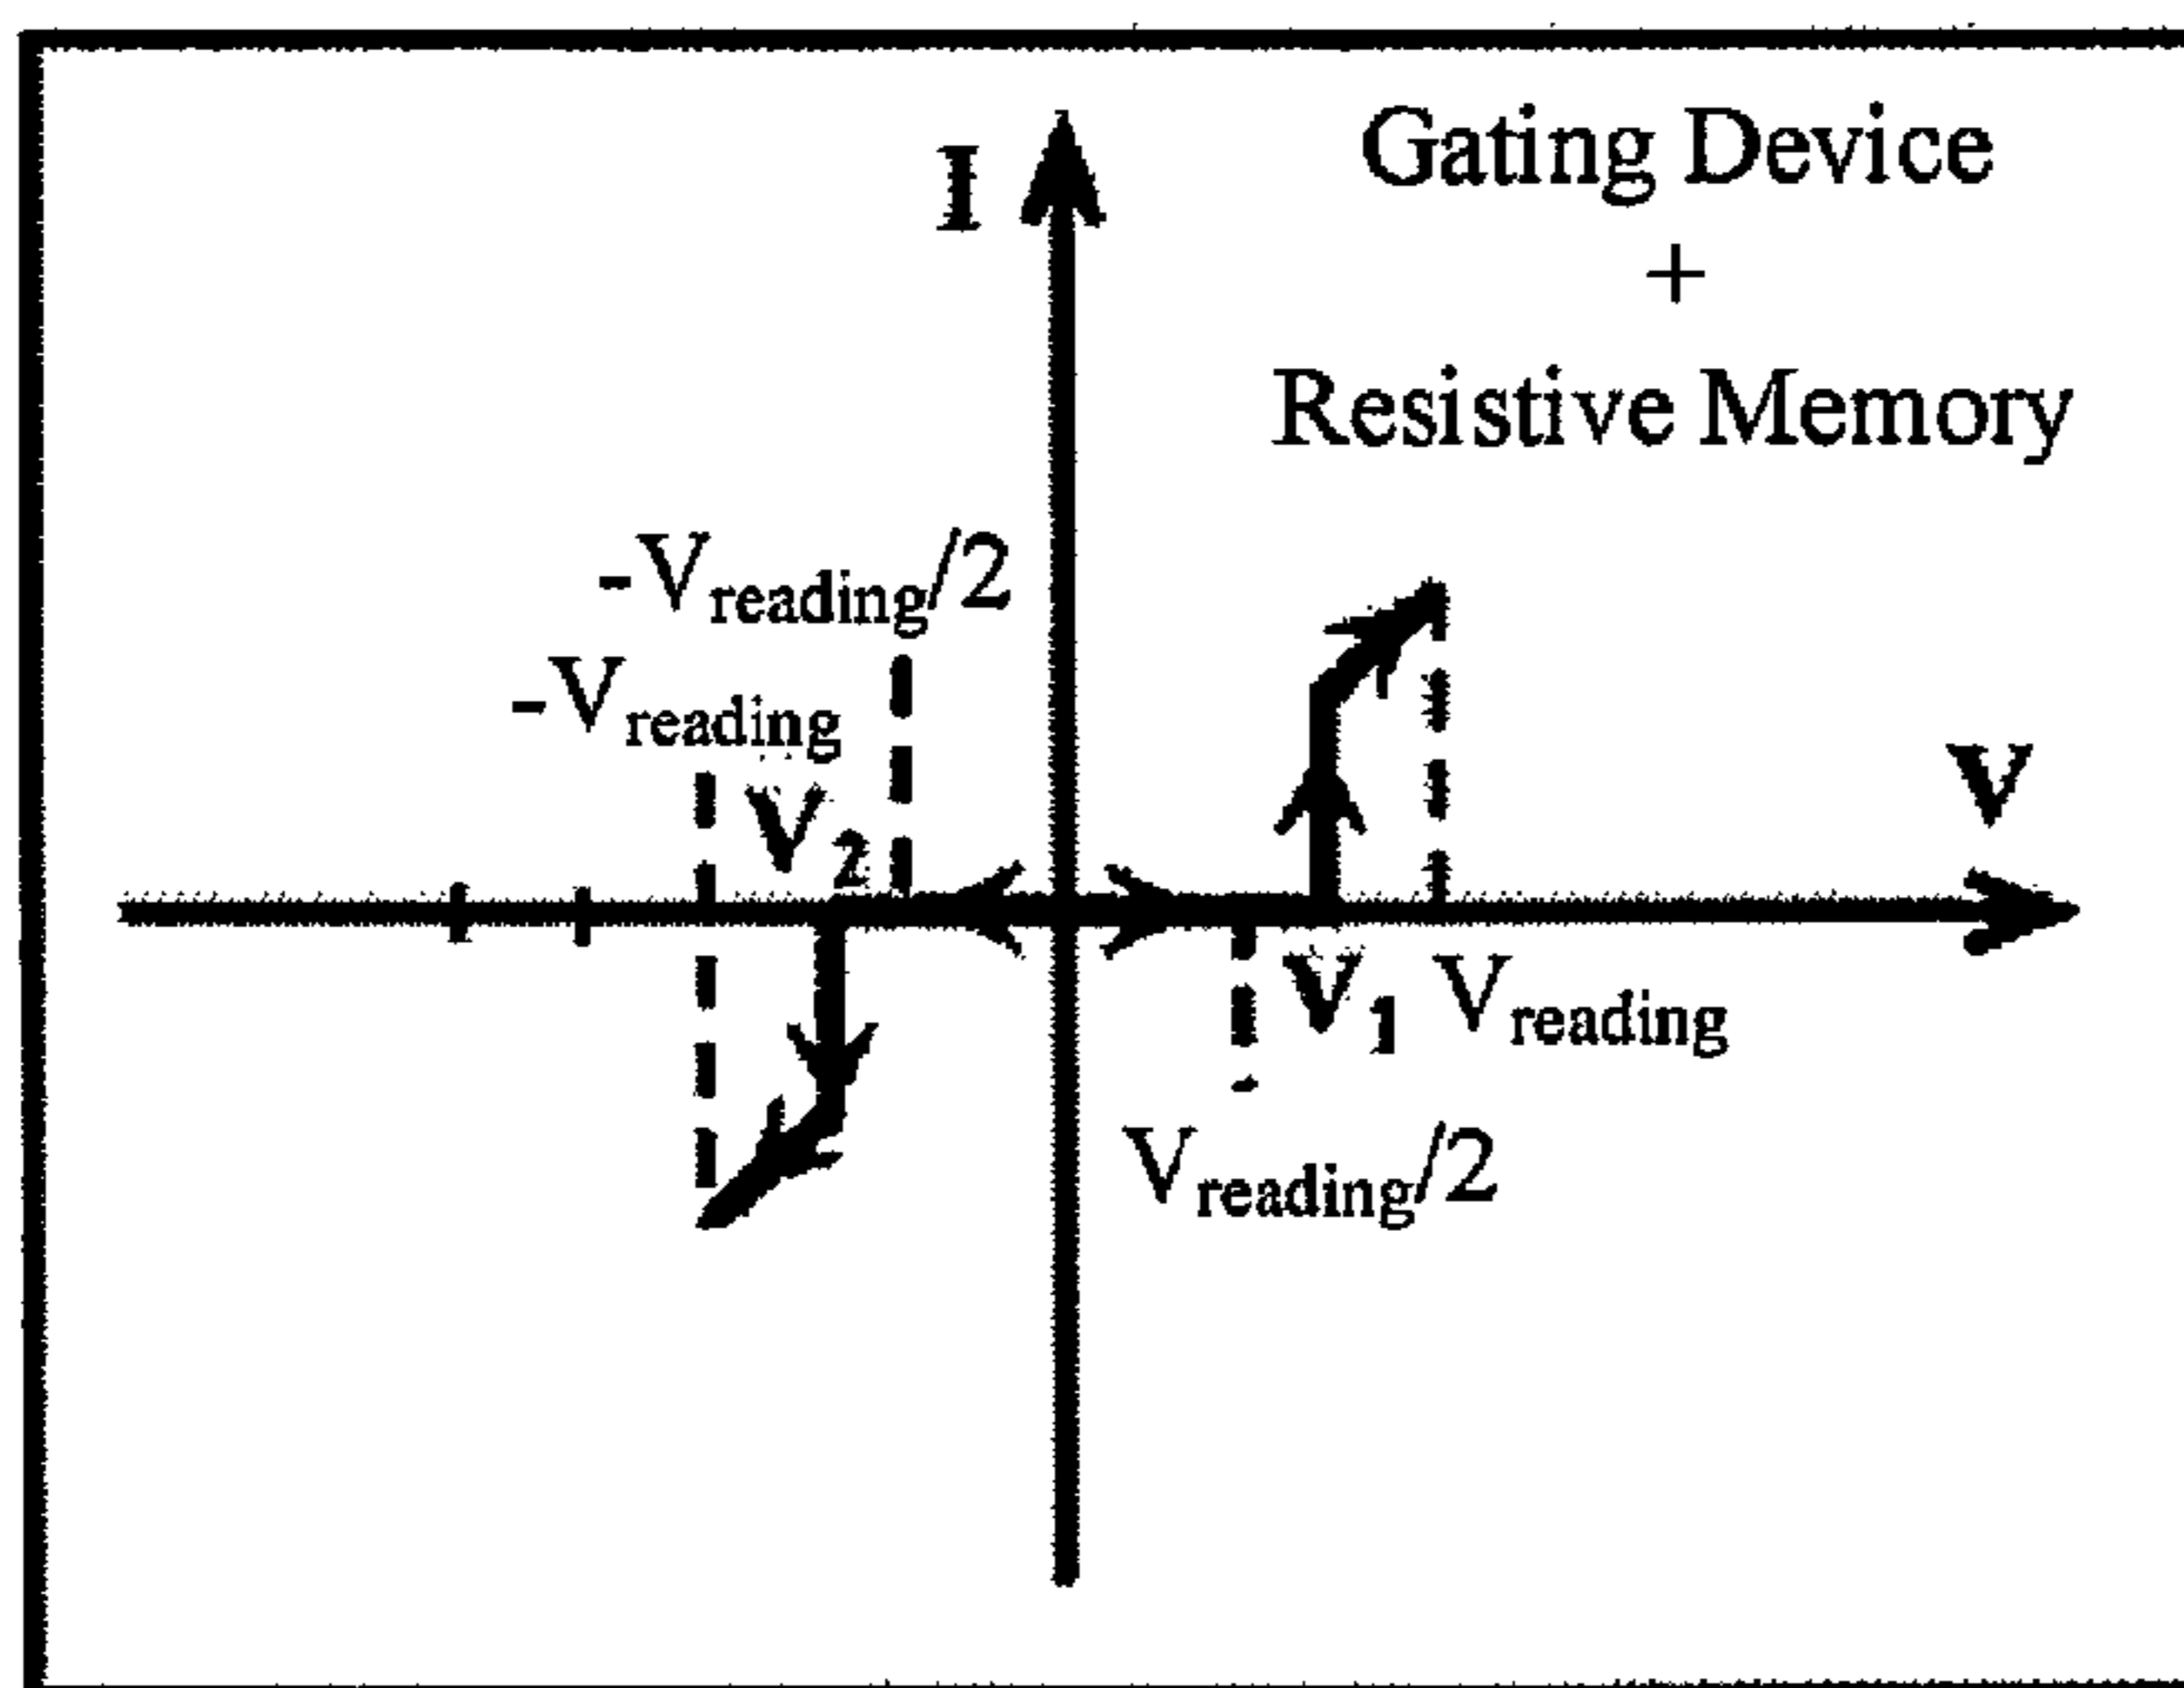 I
Gating Device
+
Resistive Memory
-Vreading/2
-Vreading
V2
V
V1 Vreading
Vreading/2